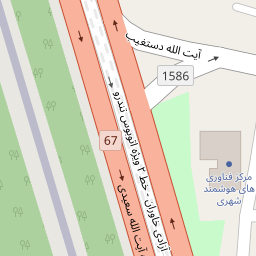 آیت الله دستغیب
1586
67
آزادی خاوران - خط ۲ ویژه اتوبوس تندرو
آیت الله سعیدی
مرکز فناوری
های هوشمند
شهری